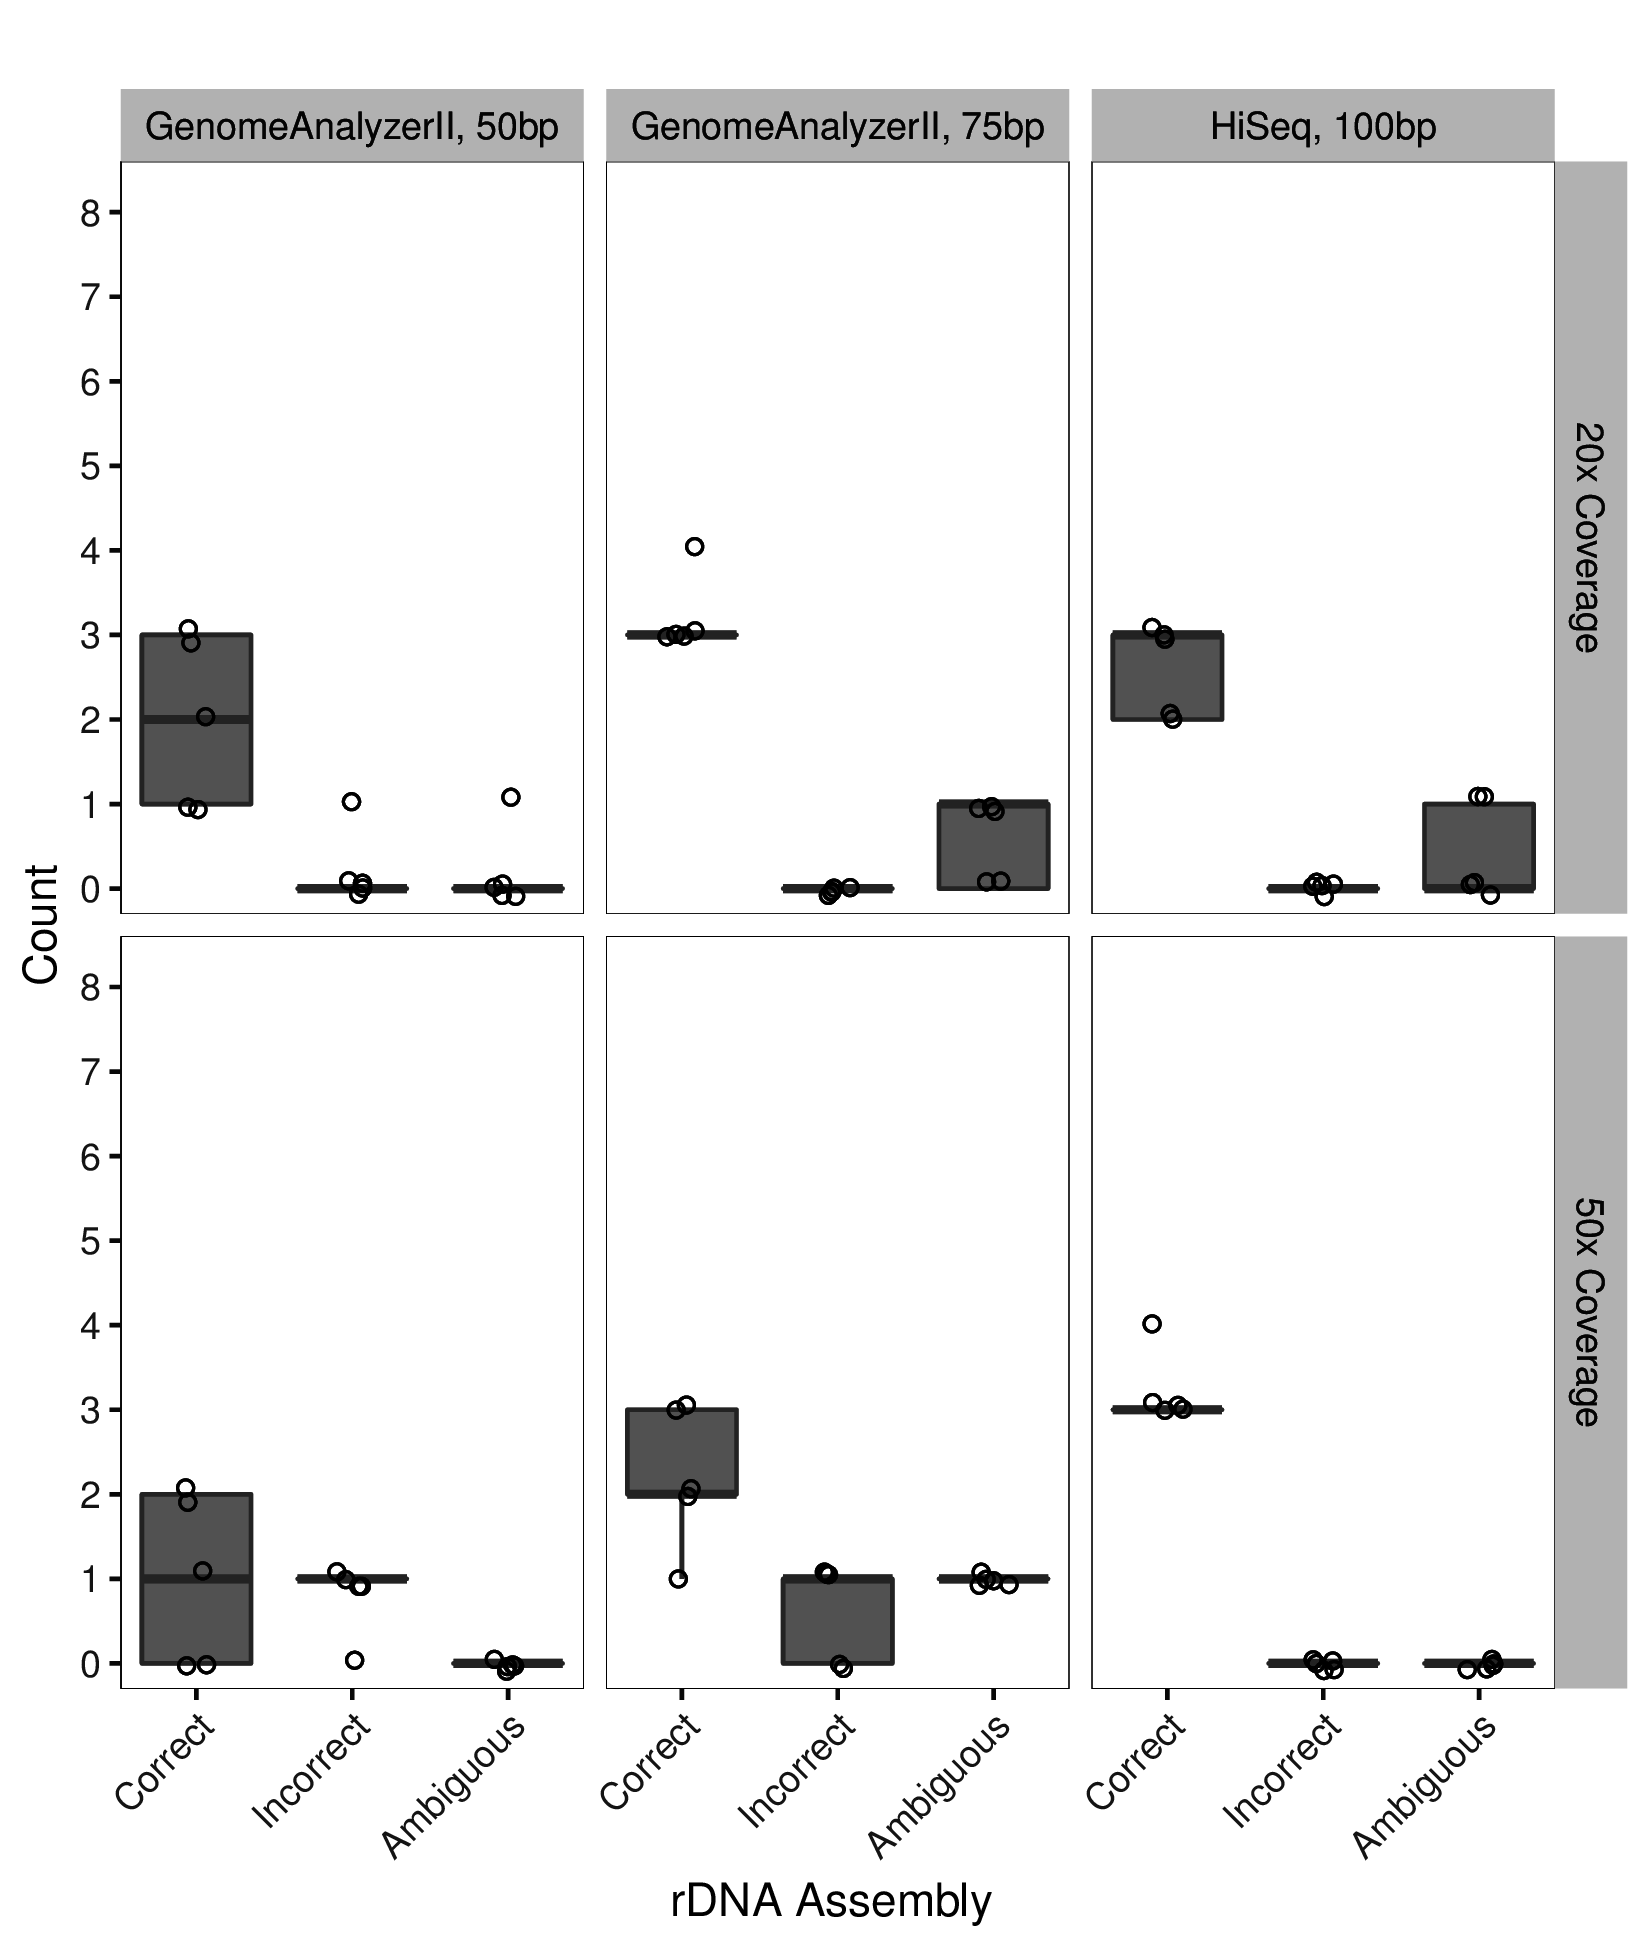 GenomeAnalyzerII, 50bp
GenomeAnalyzerII, 75bp
HiSeq, 100bp
8
7
6
5
4
3
2
1
0
20x Coverage
Count
8
7
6
5
4
3
2
1
0
50x Coverage
Correct
Incorrect
Ambiguous
Correct
Incorrect
Ambiguous
Correct
Incorrect
Ambiguous
rDNA Assembly